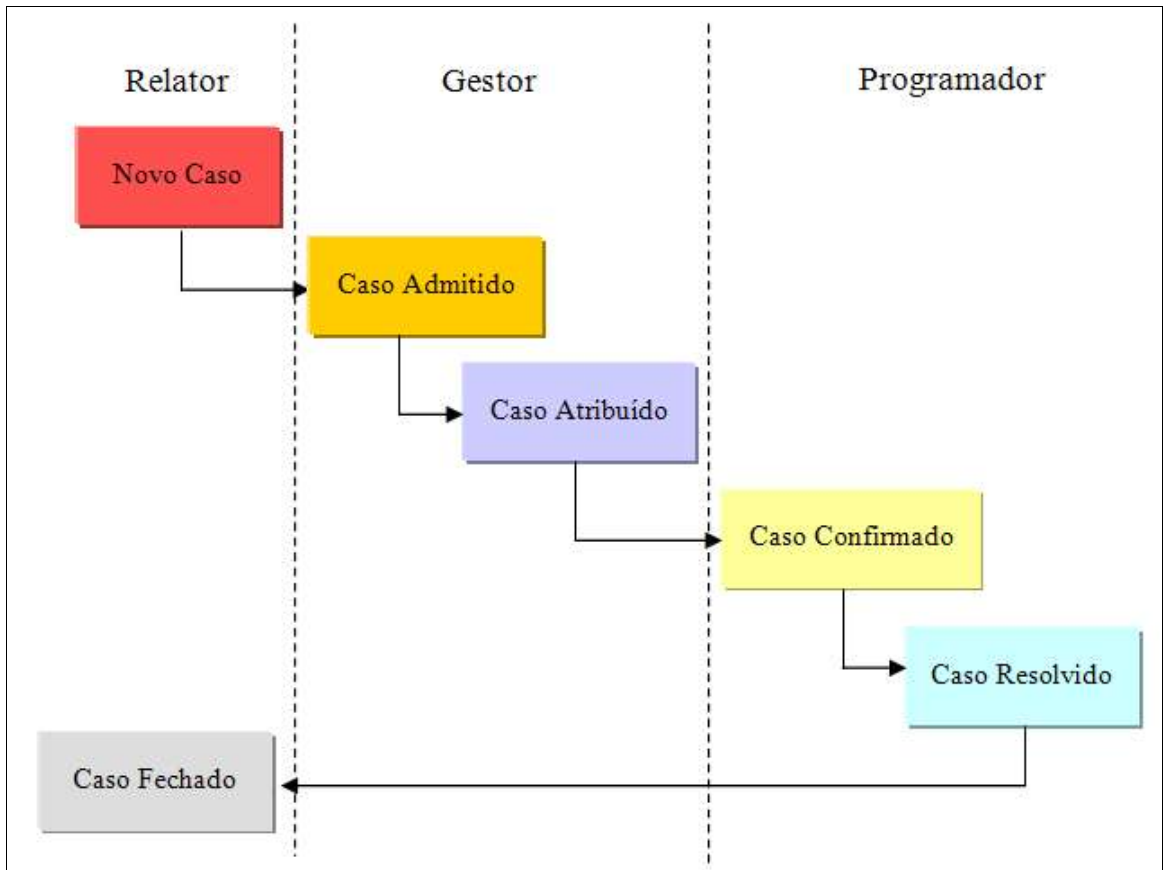 Relator
Gestor
Programador
Novo Caso
Caso Admitido
Caso Atribuído
Caso Confirmado
Caso Resolvido
Caso Fechado